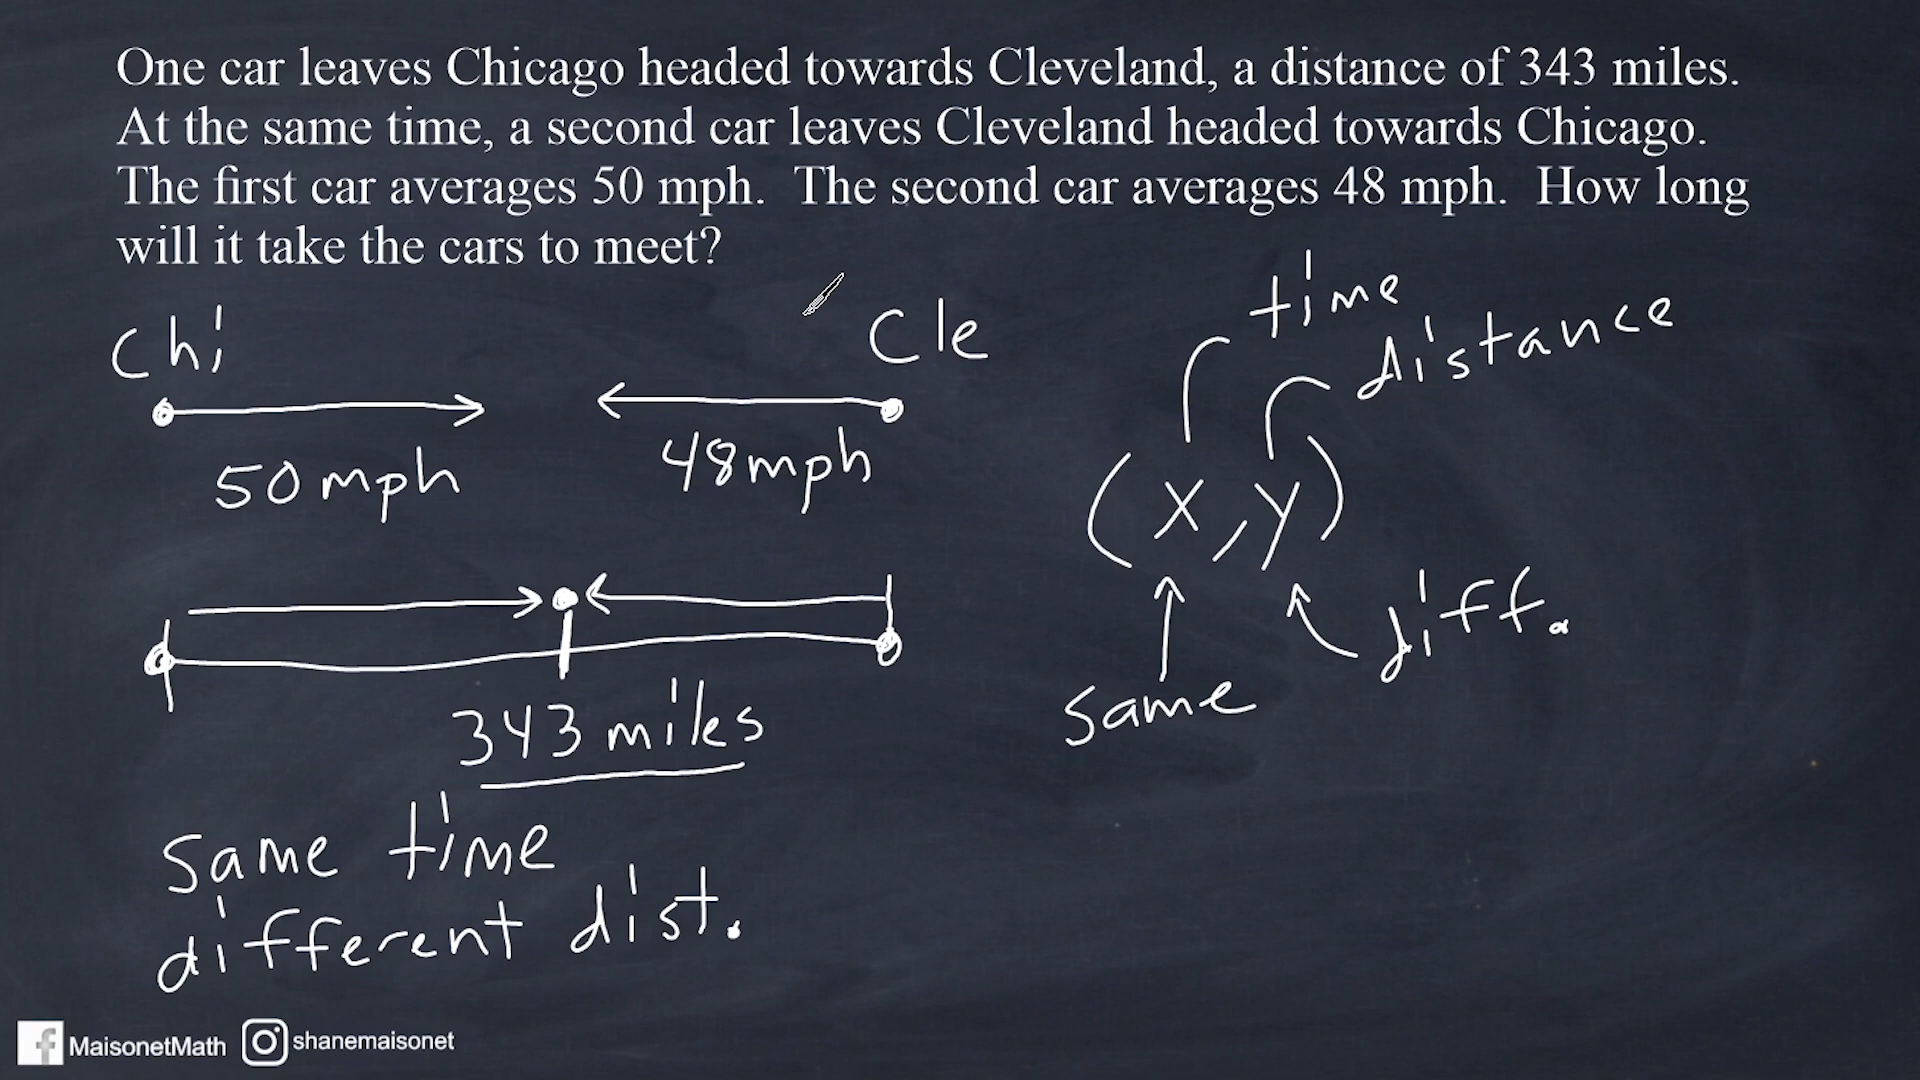 One car leaves Chicago headed towards Cleveland, a distance of 343 miles.
At the same time, a second car leaves Cleveland headed towards Chicago.
The first car averages 50 mph.  The second car averages 48 mph.  How long
will it take the cars to meet?
Chi
Cle
50 mph
48 mph
343 miles
Same time
different dist.
time
distance
(x, y)
same
diff.
MaisonetMath
shanemaisonet